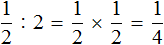 1/2 : 2 = 1/2 × 1/2 = 1/4